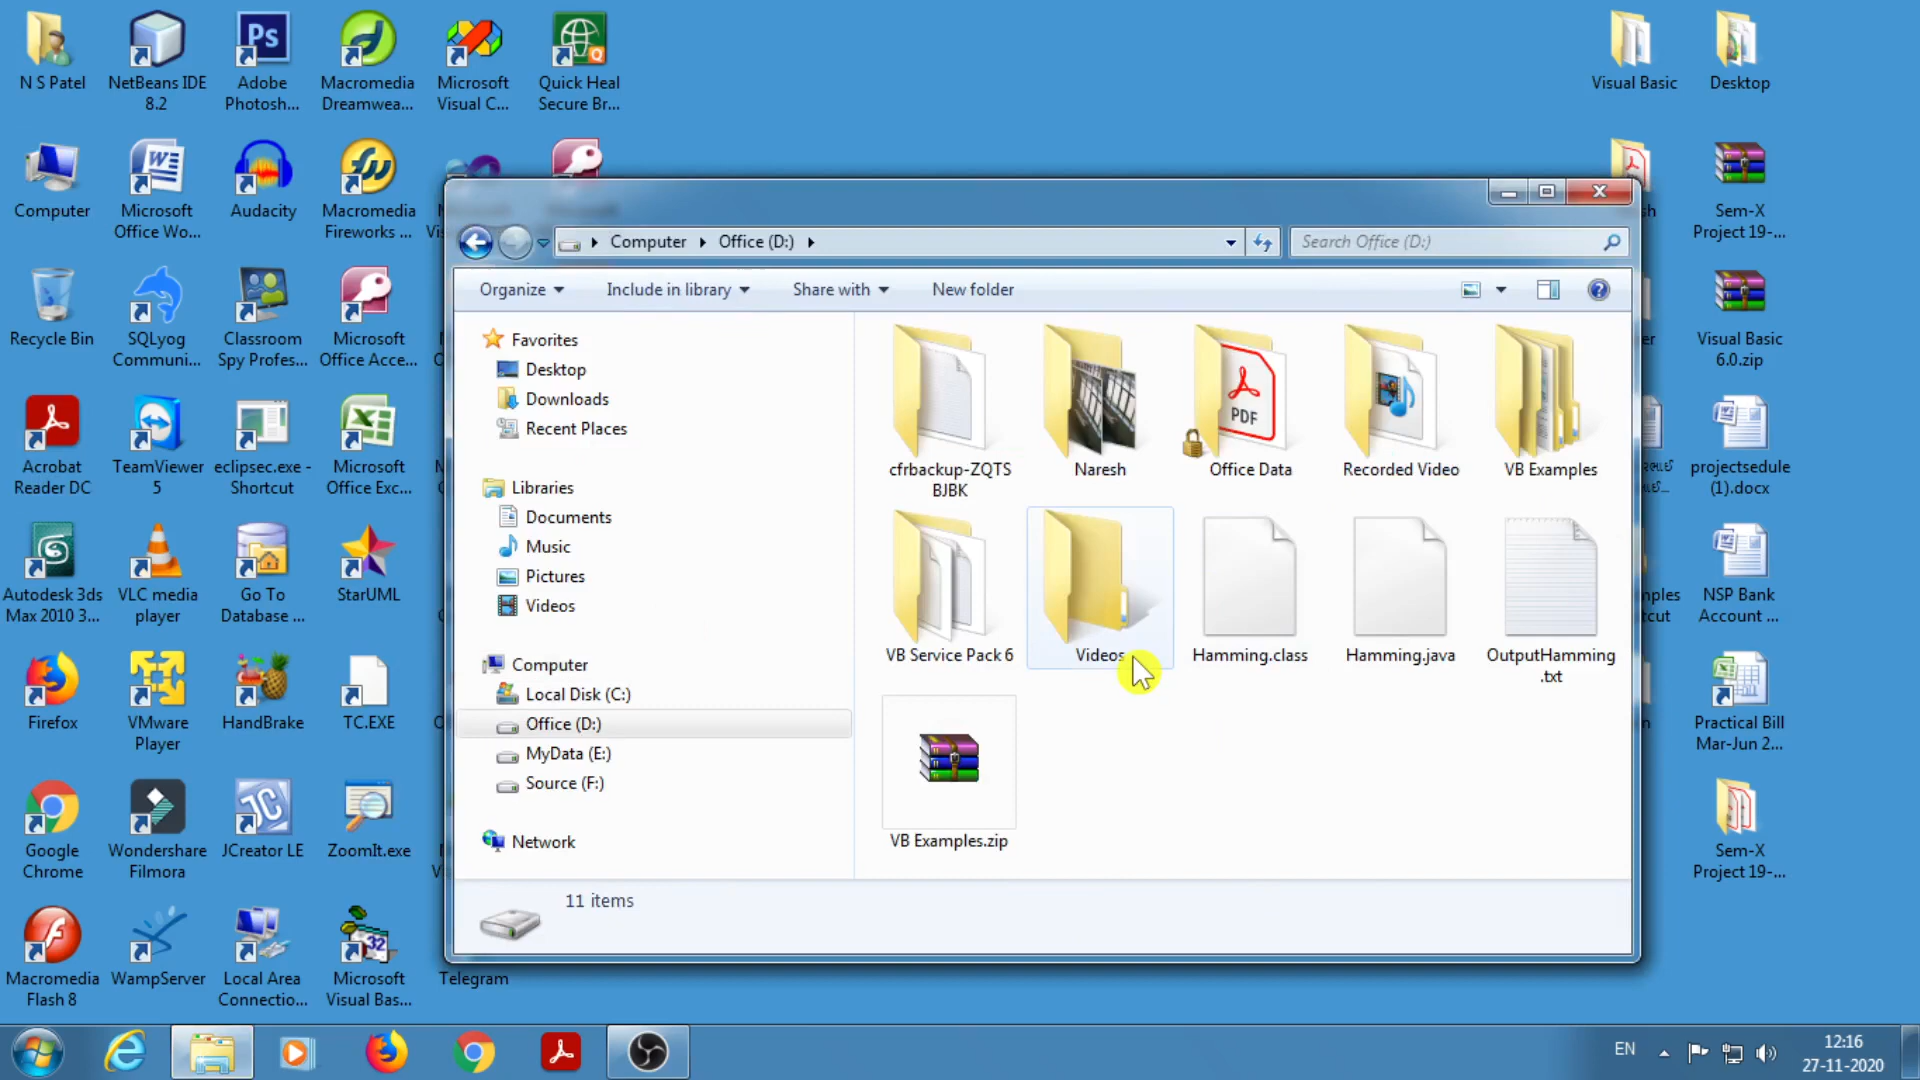 N S Patel
NetBeans IDE
8.2
Adobe
Photosh...
Macromedia
Dreamwea...
Microsoft
Visual C...
Quick Heal
Secure Br...
Visual Basic
Desktop
Computer
Microsoft
Office Wo...
Audacity
Macromedia
Fireworks ...
Sem-X
Project 19-...
Computer
Office (D:)
Search Office (D:)
Organize
Include in library
Share with
New folder
Recycle Bin
SQLyog
Communi...
Classroom
Spy Profes...
Microsoft
Office Acce...
Visual Basic
6.0.zip
Favorites
Desktop
Downloads
Recent Places
Libraries
Documents
Music
Pictures
Videos
Computer
Local Disk (C:)
Office (D:)
MyData (E:)
Source (F:)
Network
cfrbackup-ZQTS
BJBK
Naresh
PDF
Office Data
Recorded Video
VB Examples
VB Service Pack 6
Videos
Hamming.class
Hamming.java
OutputHamming
.txt
VB Examples.zip
11 items
Acrobat
Reader DC
TeamViewer
5
eclipsec.exe -
Shortcut
Microsoft
Office Exc...
projectsedule
(1).docx
Autodesk 3ds
Max 2010 3...
VLC media
player
Go To
Database ...
StarUML
NSP Bank
Account ...
Firefox
VMware
Player
HandBrake
TC.EXE
Practical Bill
Mar-Jun 2...
Google
Chrome
Wondershare
Filmora
JCreator LE
ZoomIt.exe
Sem-X
Project 19-...
Macromedia
Flash 8
WampServer
Local Area
Connectio...
Microsoft
Visual Bas...
Telegram
EN
12:16
27-11-2020